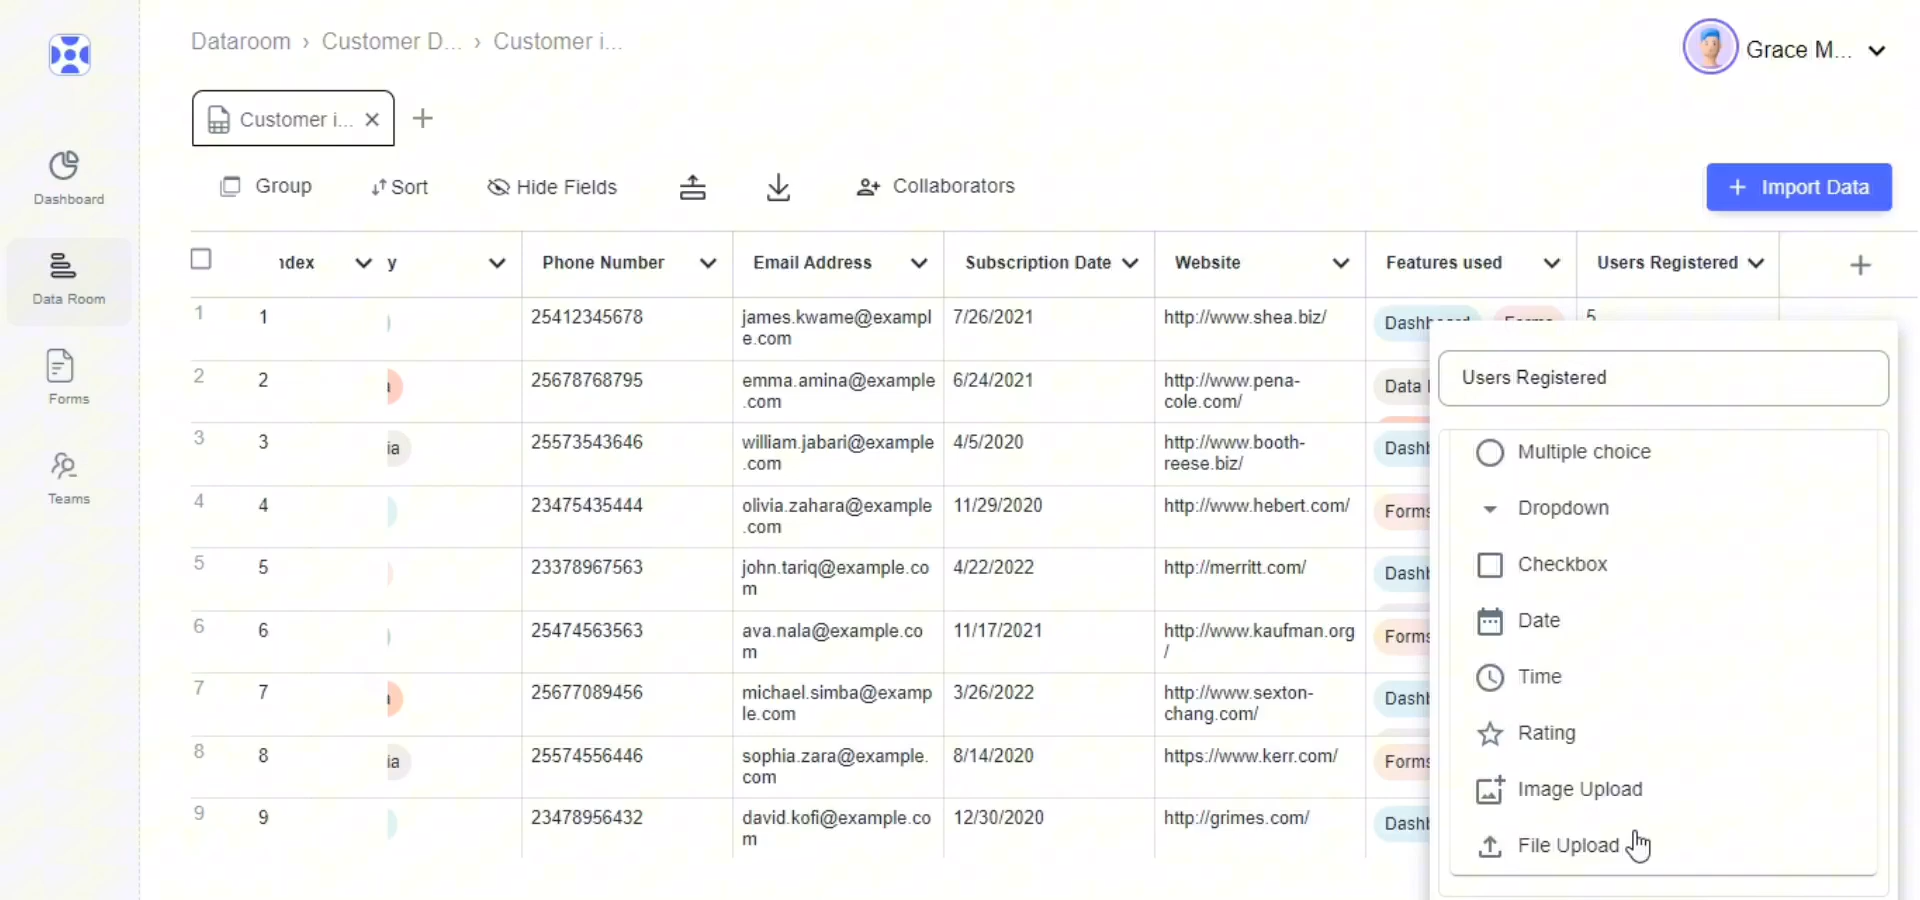 Dataroom › Customer D... › Customer i...
Grace M...
Customer i...
Group
Sort
Hide Fields
Collaborators
Import Data
Dashboard
Data Room
Forms
Teams
ndex y Phone Number Email Address Subscription Date Website Features used Users Registered
1 1 25412345678 james.kwame@exampl 7/26/2021 http://www.shea.biz/ Dashboard Forms 5
e.com
2 2 25678768795 emma.amina@example 6/24/2021 http://www.pena- Data
.com cole.com/
3 3 ia 25573543646 william.jabari@example 4/5/2020 http://www.booth- Dashb
.com reese.biz/
4 4 23475435444 olivia.zahara@example 11/29/2020 http://www.hebert.com/ Forms
.com
5 5 23378967563 john.tariq@example.co 4/22/2022 http://merritt.com/ Dashb
m
6 6 25474563563 ava.nala@example.co 11/17/2021 http://www.kaufman.org Forms
m /
7 7 25677089456 michael.simba@examp 3/26/2022 http://www.sexton- Dashb
le.com chang.com/
8 8 ia 25574556446 sophia.zara@example. 8/14/2020 https://www.kerr.com/ Forms
com
9 9 23478956432 david.kofi@example.co 12/30/2020 http://grimes.com/ Dashb
m
Users Registered
Multiple choice
Dropdown
Checkbox
Date
Time
Rating
Image Upload
File Upload